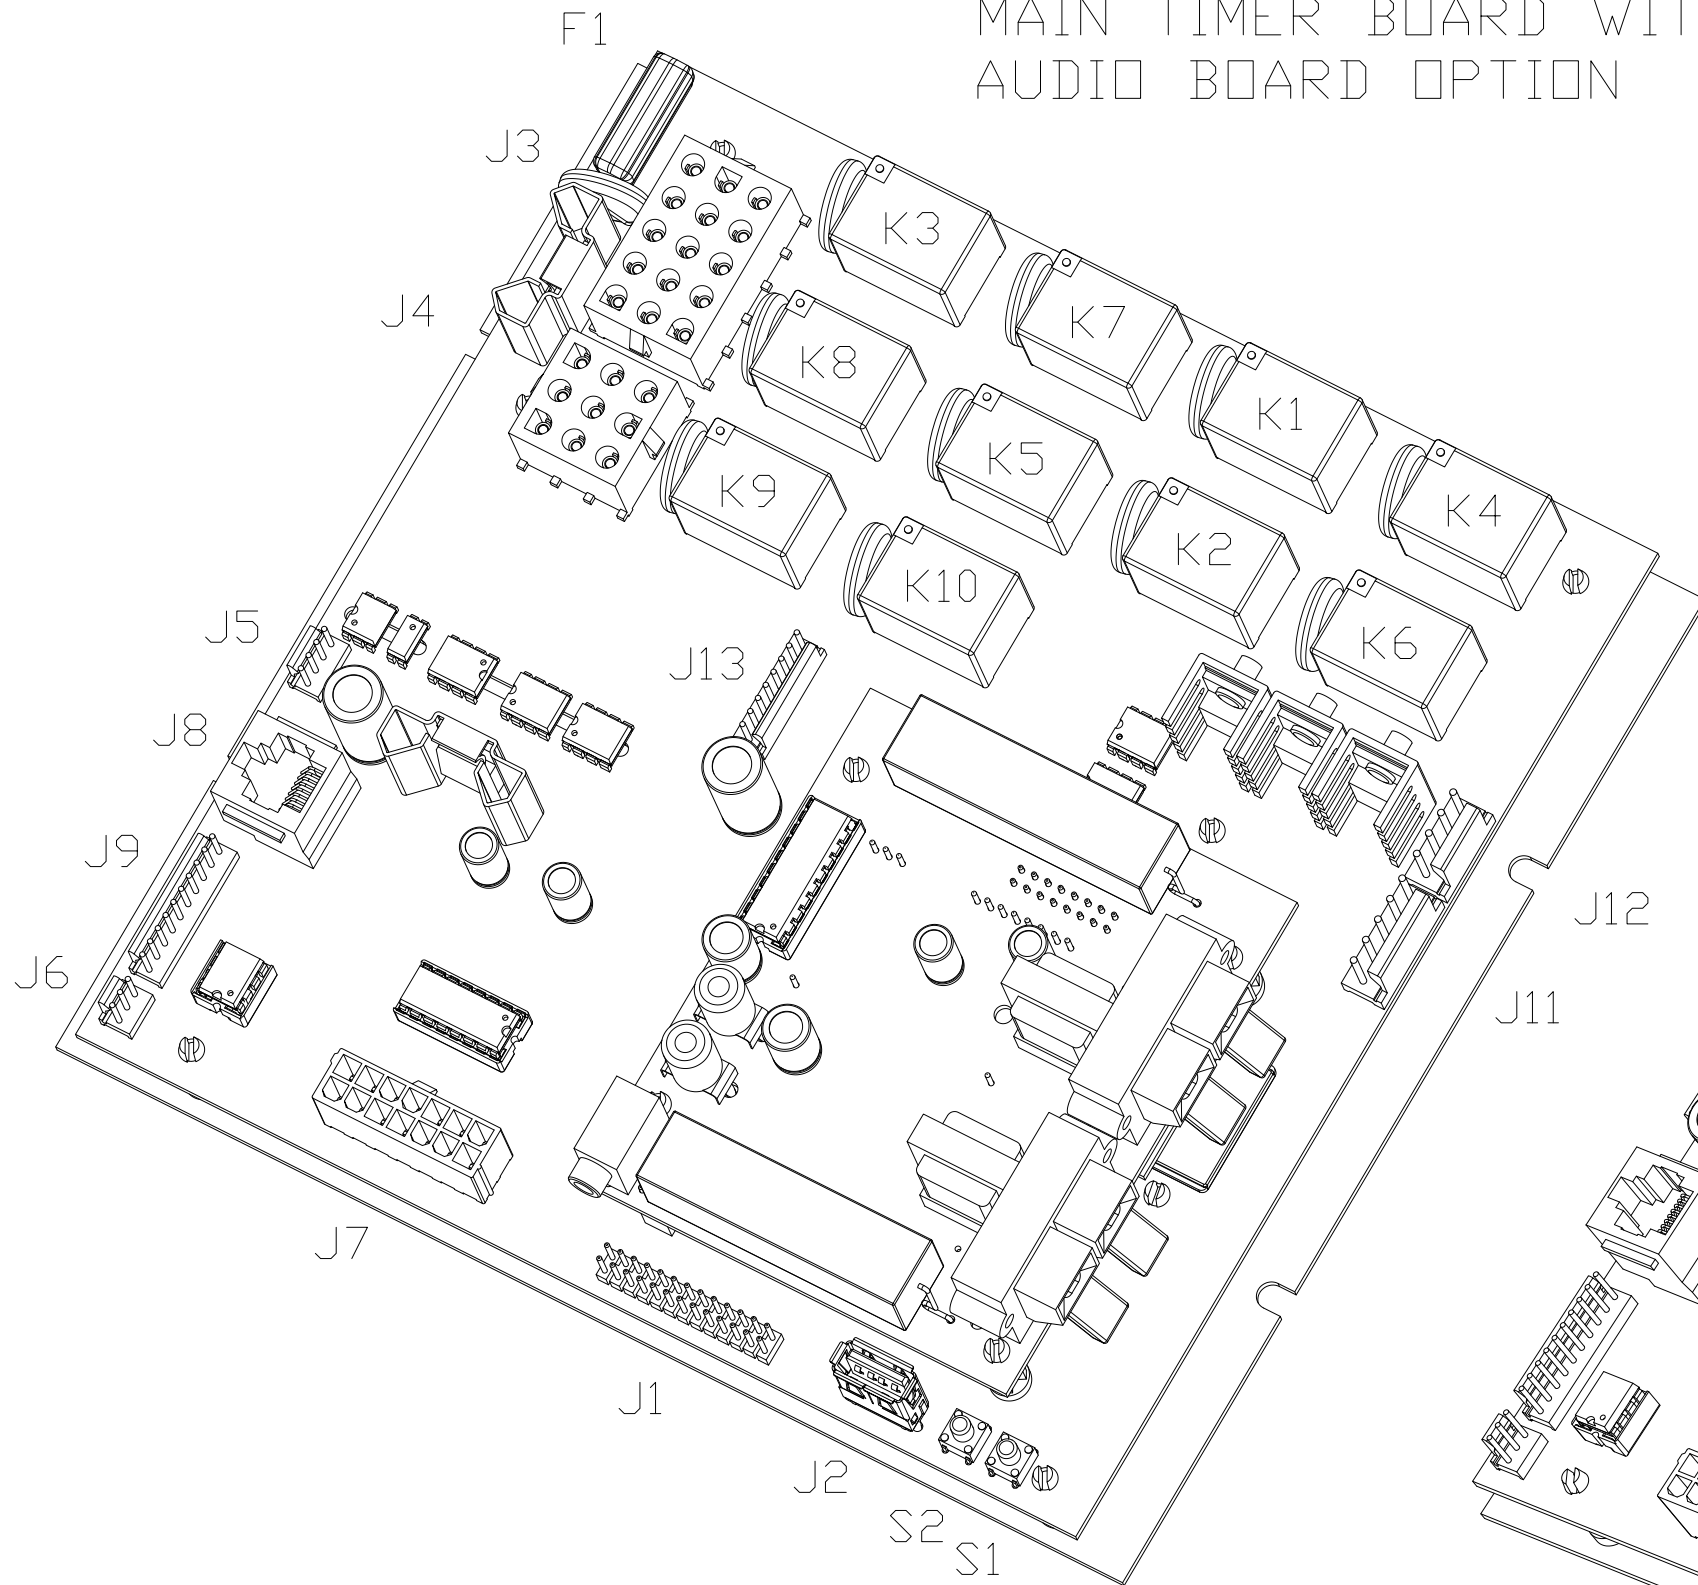 MAIN TIMER BOARD WIT
AUDIO BOARD OPTION
F1
J3
K3
J4
K7
K8
K1
K5
K9
K4
K2
K10
K6
J5
J13
J8
J9
J12
J6
J11
J7
J1
J2
S2
S1